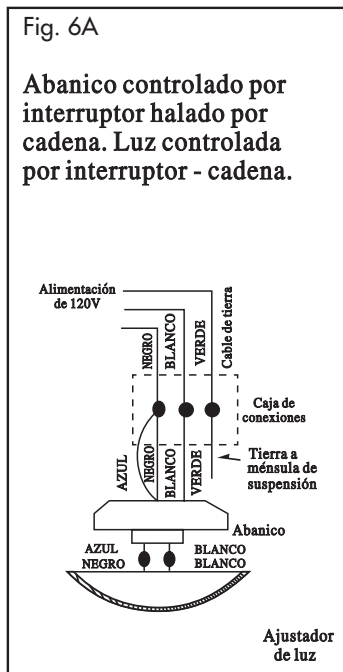 Fig. 6A
Abanico controlado por
interruptor halado por
cadena. Luz controlada
por interruptor - cadena.
Alimentación
de 120V
NEGRO
BLANCO
VERDE
Cable de tierra
Caja de
conexiones
AZUL
NEGRO
BLANCO
VERDE
Tierra a
ménsula de
suspensión
Abanico
AZUL
NEGRO
BLANCO
BLANCO
Ajustador
de luz